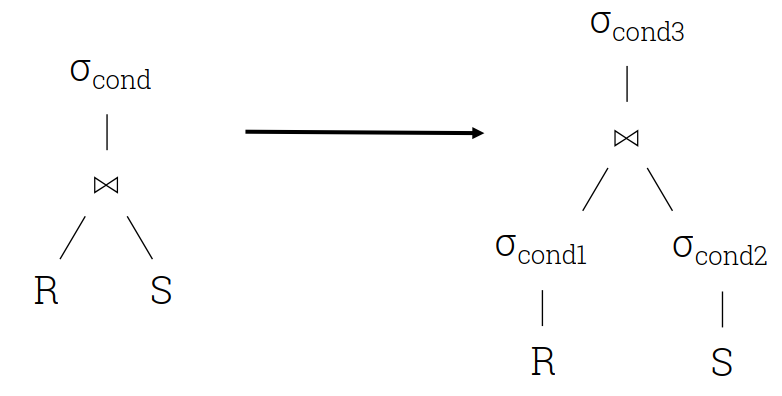 σcond
⋈
R S
σcond3
⋈
σcond1 σcond2
R S